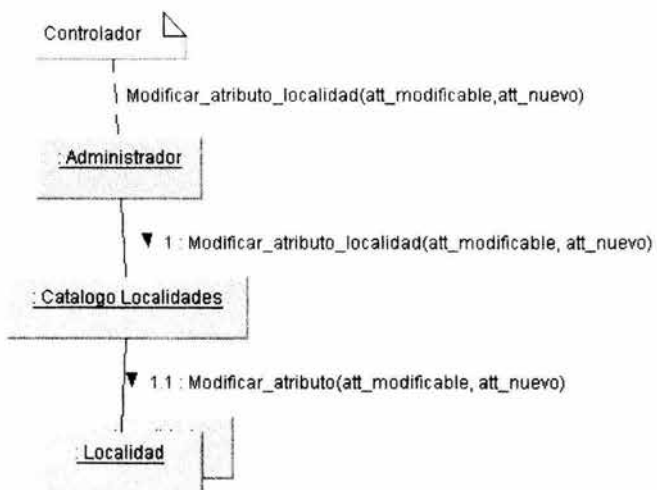 Controlador
Modificar_atributo_localidad(att_modificable,att_nuevo)
: Administrador
1 : Modificar_atributo_localidad(att_modificable, att_nuevo)
: Catalogo Localidades
1.1 : Modificar_atributo(att_modificable, att_nuevo)
: Localidad